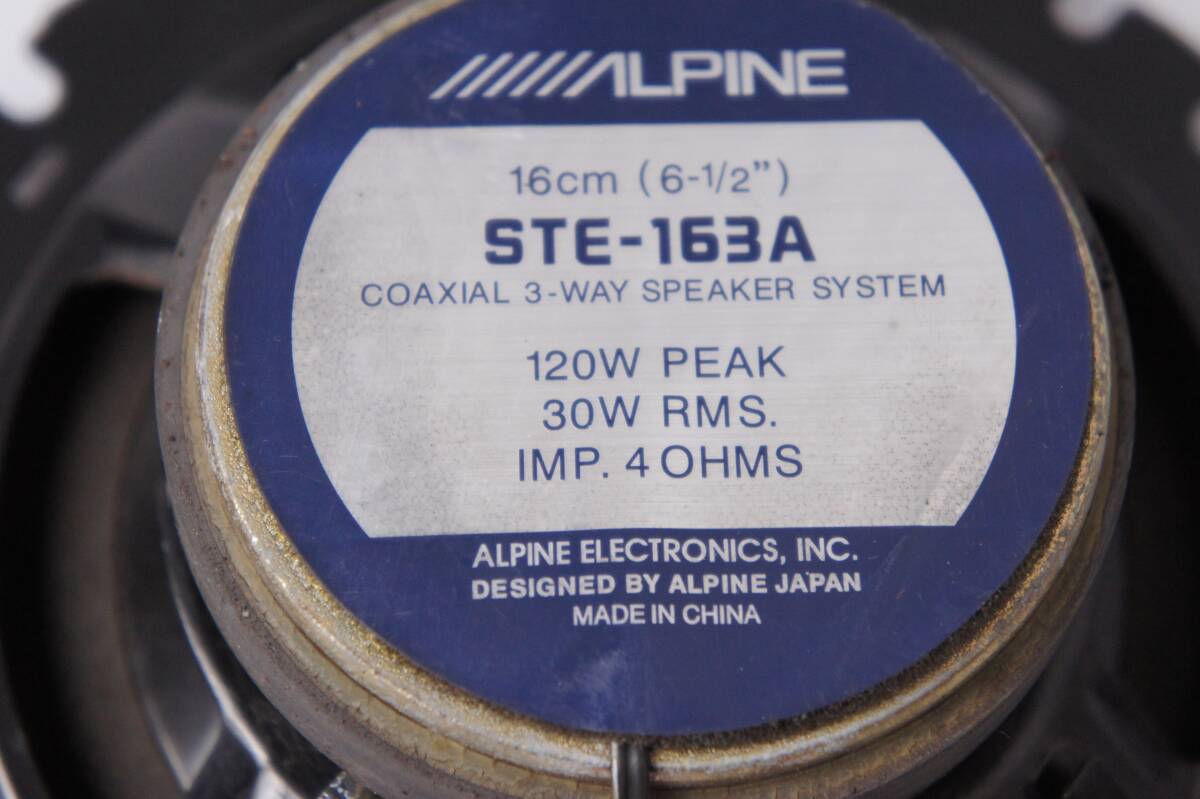 ALPINE
16cm (6-1/2")
STE-163A
COAXIAL 3-WAY SPEAKER SYSTEM
120W PEAK
30W RMS.
IMP. 4 OHMS
ALPINE ELECTRONICS, INC.
DESIGNED BY ALPINE JAPAN
MADE IN CHINA